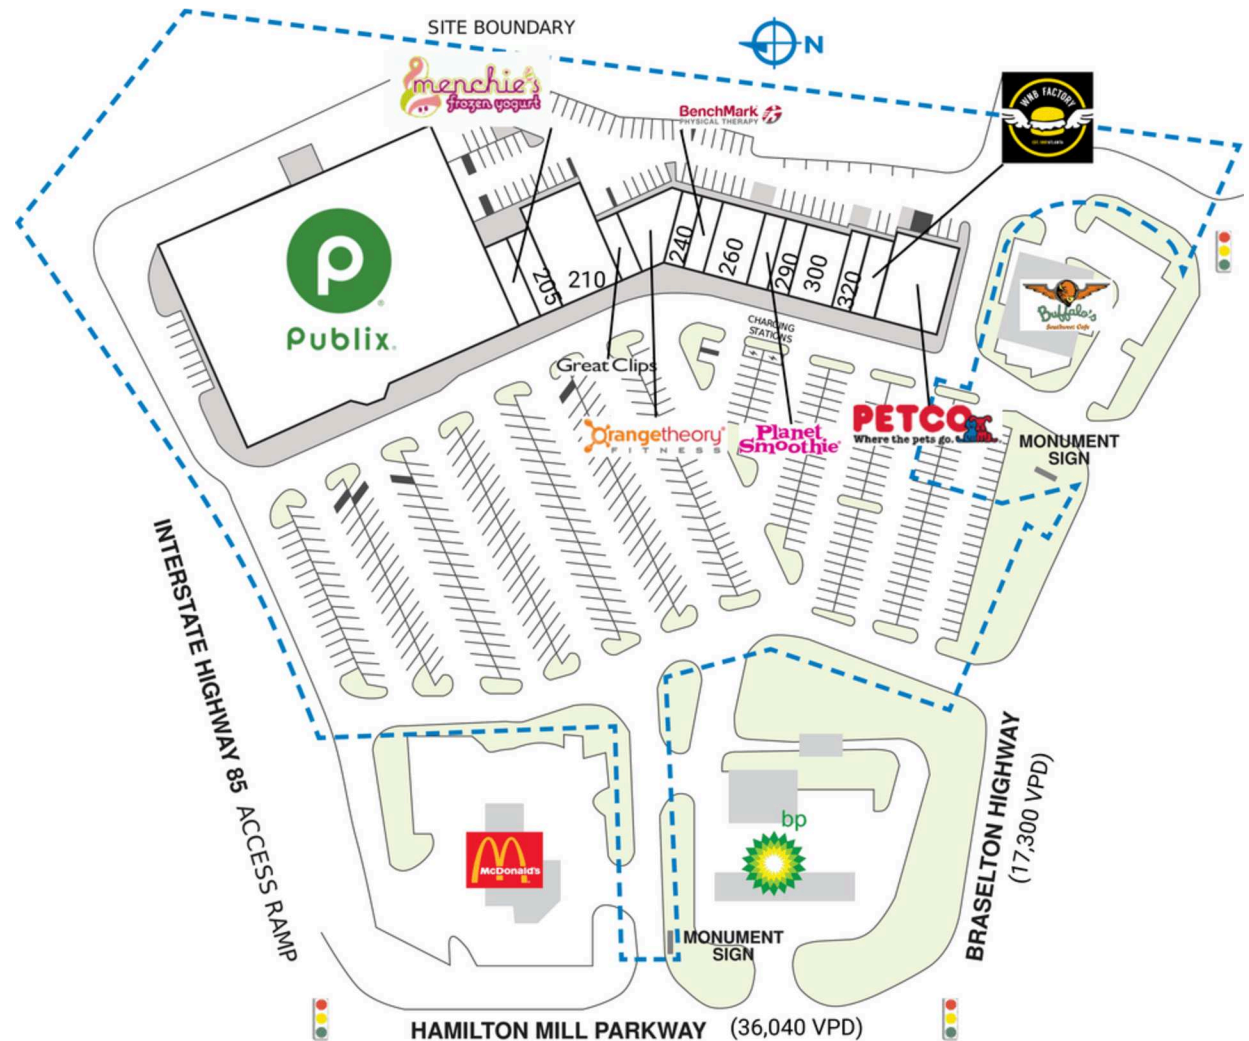 SITE BOUNDARY
N
menchie's
frozen yogurt
BenchMark
PHYSICAL THERAPY
WNB FACTORY
Publix
205
210
240
260
290
300
320
CHARGING
STATIONS
Buffalo's
Southwest Cafe
GreatClips
Orangetheory
FITNESS
Planet
Smoothie
PETCO
Where the pets go.
MONUMENT
SIGN
INTERSTATE HIGHWAY 85 ACCESS RAMP
McDonald's
bp
MONUMENT
SIGN
BRASELTON HIGHWAY
(17,300 VPD)
HAMILTON MILL PARKWAY (36,040 VPD)